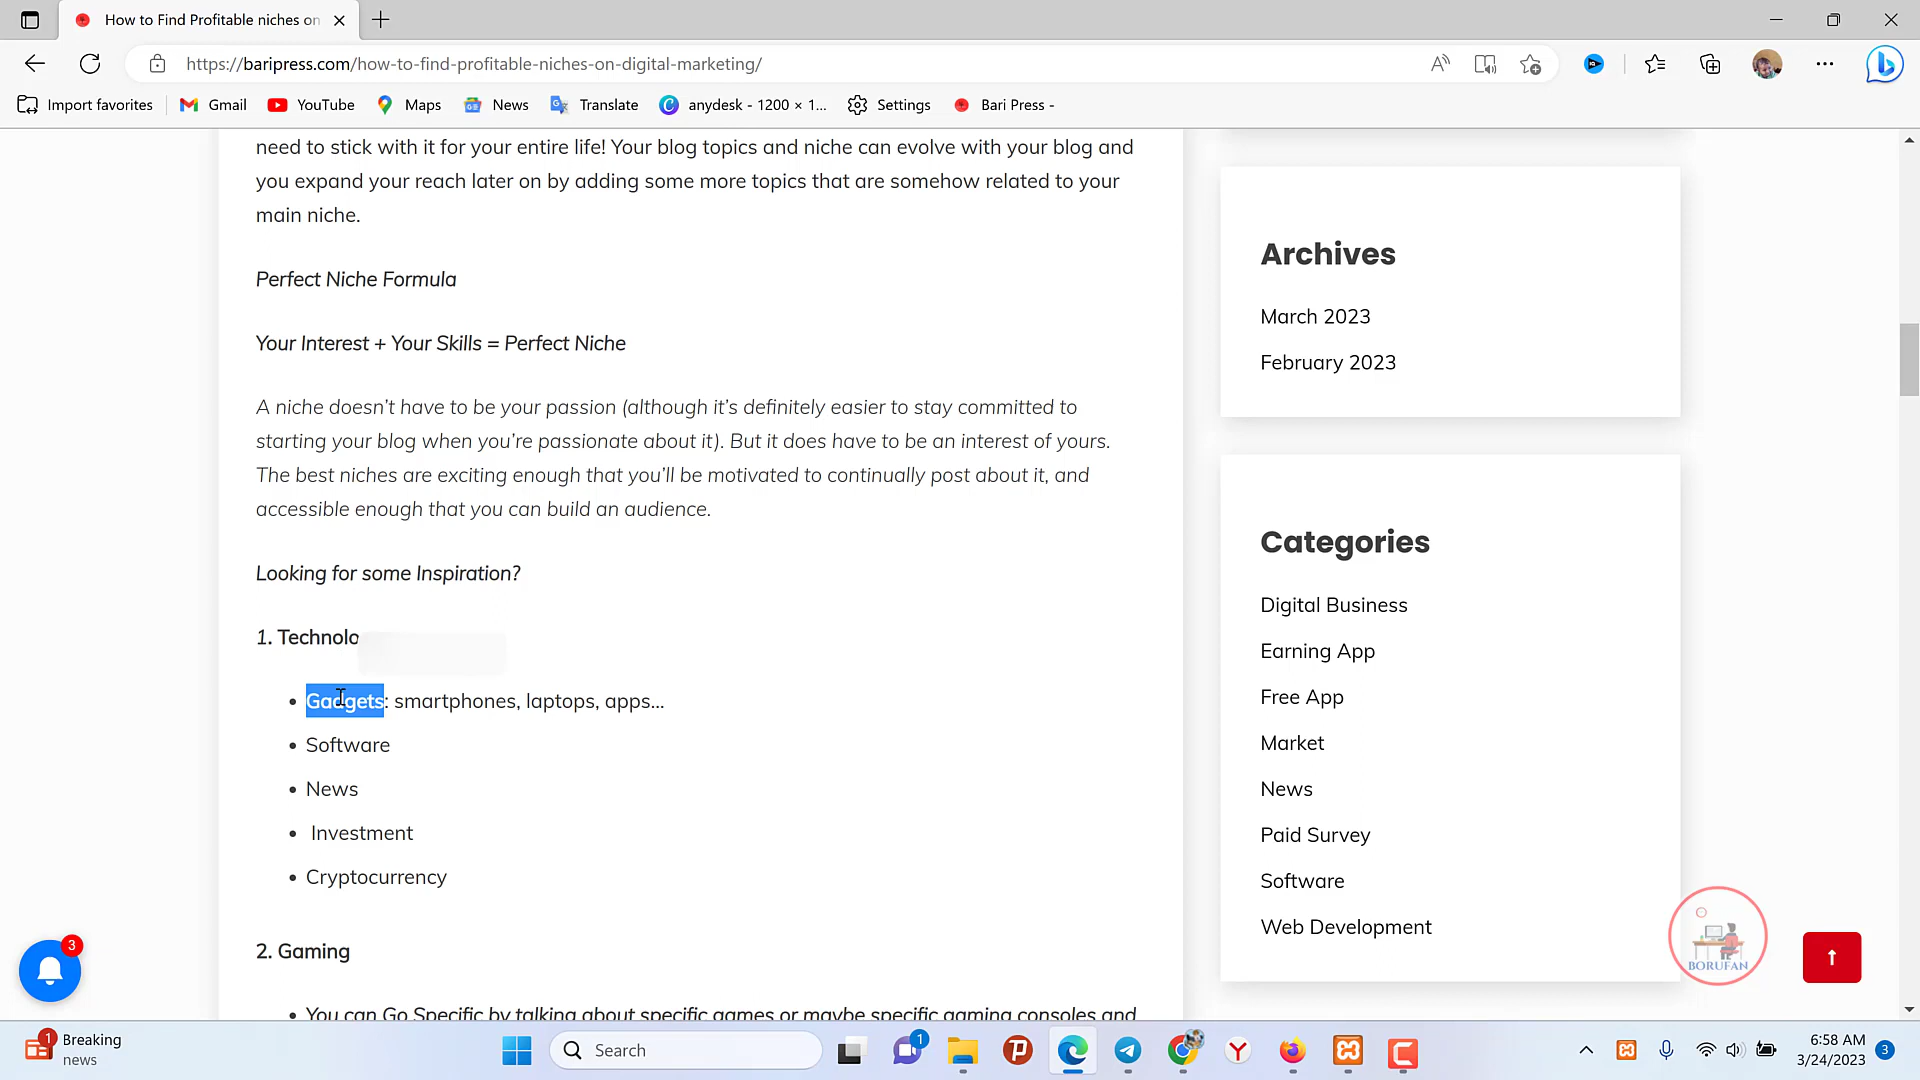 How to Find Profitable niches on
https://baripress.com/how-to-find-profitable-niches-on-digital-marketing/
Import favorites
Gmail
YouTube
Maps
News
Translate
anydesk - 1200 × 1...
Settings
Bari Press -
need to stick with it for your entire life! Your blog topics and niche can evolve with your blog and
you expand your reach later on by adding some more topics that are somehow related to your
main niche.
Perfect Niche Formula
Your Interest + Your Skills = Perfect Niche
A niche doesn’t have to be your passion (although it’s definitely easier to stay committed to
starting your blog when you’re passionate about it). But it does have to be an interest of yours.
The best niches are exciting enough that you’ll be motivated to continually post about it, and
accessible enough that you can build an audience.
Looking for some Inspiration?
1. Technolo
• Gadgets: smartphones, laptops, apps…
• Software
• News
• Investment
• Cryptocurrency
2. Gaming
• You can Go Specific by talking about specific games or maybe specific gaming consoles and
Archives
March 2023
February 2023
Categories
Digital Business
Earning App
Free App
Market
News
Paid Survey
Software
Web Development
BORUFAN
3
1
Breaking
news
Search
1
6:58 AM
3/24/2023
3